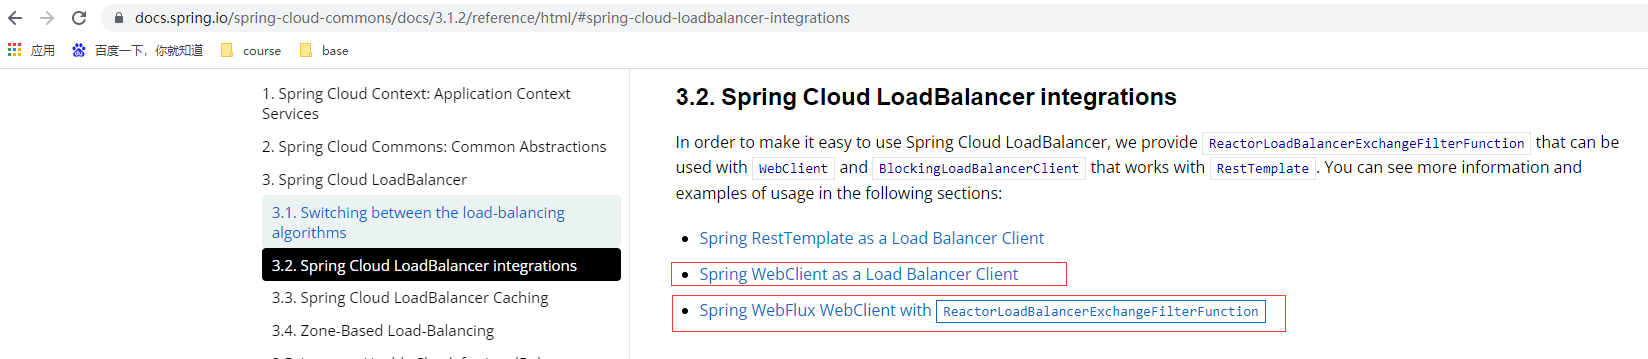 docs.spring.io/spring-cloud-commons/docs/3.1.2/reference/html/#spring-cloud-loadbalancer-integrations
应用 百度一下，你就知道 course base
1. Spring Cloud Context: Application Context
Services
2. Spring Cloud Commons: Common Abstractions
3. Spring Cloud LoadBalancer
3.1. Switching between the load-balancing
algorithms
3.2. Spring Cloud LoadBalancer integrations
3.3. Spring Cloud LoadBalancer Caching
3.4. Zone-Based Load-Balancing
3.2. Spring Cloud LoadBalancer integrations
In order to make it easy to use Spring Cloud LoadBalancer, we provide ReactorLoadBalancerExchangeFilterFunction that can be
used with WebClient and BlockingLoadBalancerClient that works with RestTemplate. You can see more information and
examples of usage in the following sections:
• Spring RestTemplate as a Load Balancer Client
• Spring WebClient as a Load Balancer Client
• Spring WebFlux WebClient with ReactorLoadBalancerExchangeFilterFunction